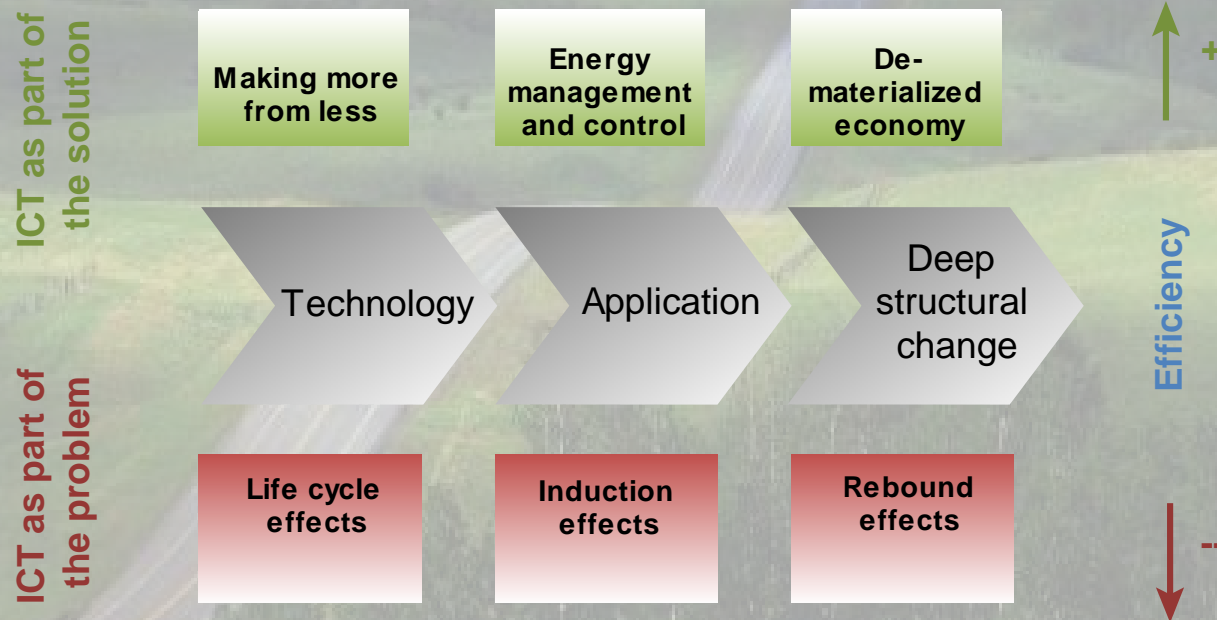 ICT as part of
the solution
Making more
from less
Energy
management
and control
De-
materialized
economy
+
Technology
Application
Deep
structural
change
Efficiency
ICT as part of
the problem
Life cycle
effects
Induction
effects
Rebound
effects
-